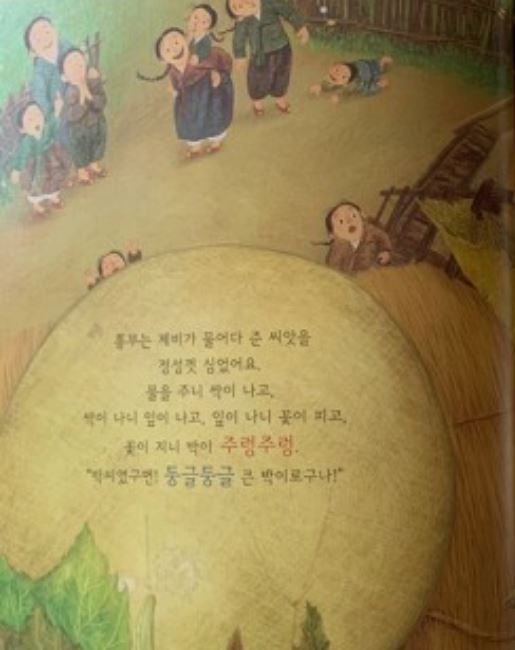 흥부는 제비가 물어다 준 씨앗을
정성껏 심었어요.
물을 주니 싹이 나고,
싹이 나니 잎이 나고, 잎이 나니 꽃이 피고,
꽃이 지니 박이 주렁주렁.
"박씨였구먼! 둥글둥글 큰 박이로구나!"